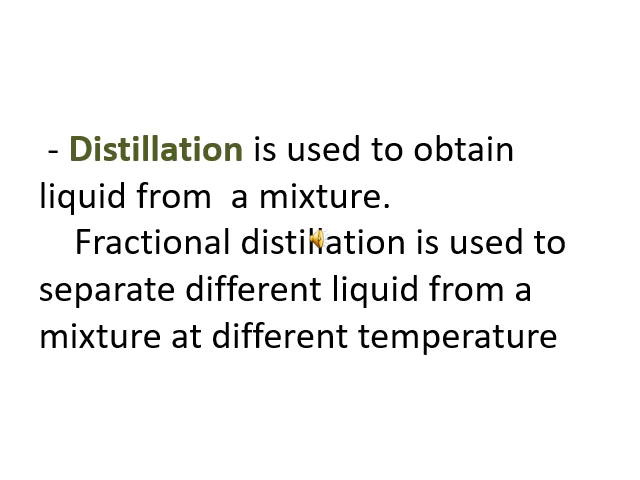 - Distillation is used to obtain
liquid from  a mixture.
Fractional distillation is used to
separate different liquid from a
mixture at different temperature